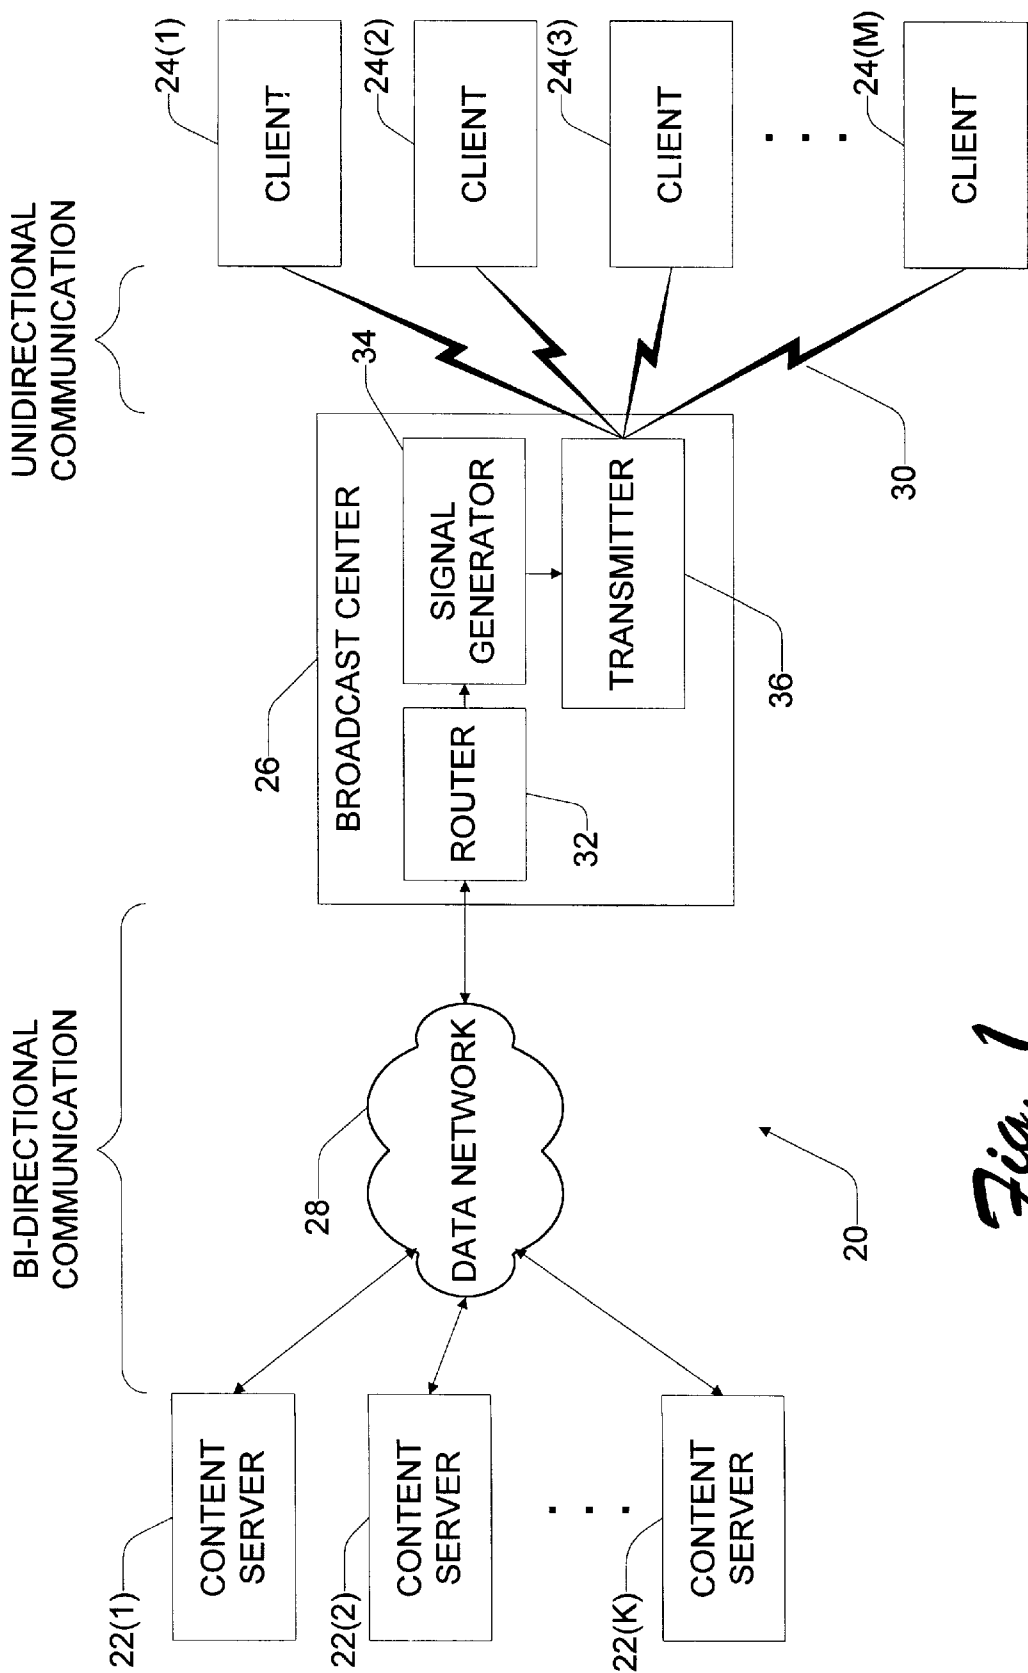 BI-DIRECTIONAL
COMMUNICATION
UNIDIRECTIONAL
COMMUNICATION
22(1)
CONTENT
SERVER
22(2)
CONTENT
SERVER
. . .
22(K)
CONTENT
SERVER
28
DATA NETWORK
26
BROADCAST CENTER
ROUTER
32
34
SIGNAL
GENERATOR
TRANSMITTER
36
30
24(1)
CLIENT
24(2)
CLIENT
24(3)
CLIENT
. . .
24(M)
CLIENT
20
Fig. 1